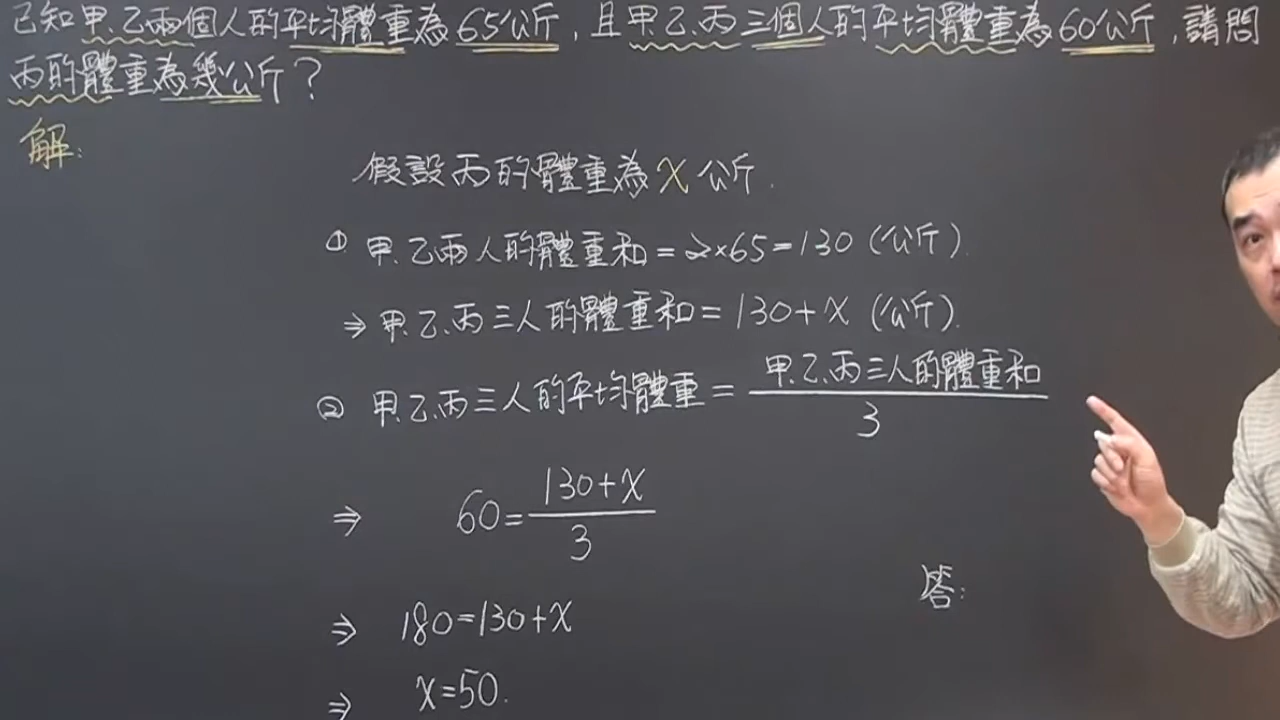 已知甲、乙兩個人的平均體重為65公斤，且甲、乙、丙三個人的平均體重為60公斤，請問
丙的體重為幾公斤？
解：
假設丙的體重為x公斤．
① 甲、乙兩人的體重和=2×65=130（公斤）．
⇒ 甲、乙、丙三人的體重和=130+x（公斤）．
② 甲、乙、丙三人的平均體重=甲、乙、丙三人的體重和/3
⇒ 60=130+x/3
⇒ 180=130+x
⇒ x=50．
答：